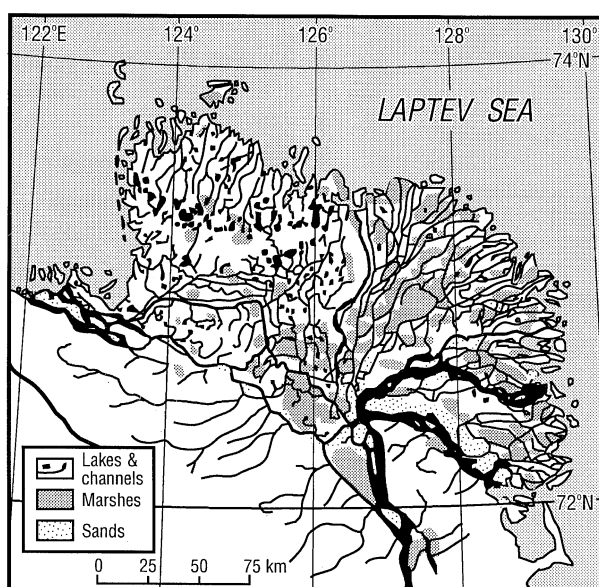 122°E 124° 126° 128° 130°
74°N
LAPTEV SEA
Lakes &
channels
Marshes
Sands
72°N
0 25 50 75 km